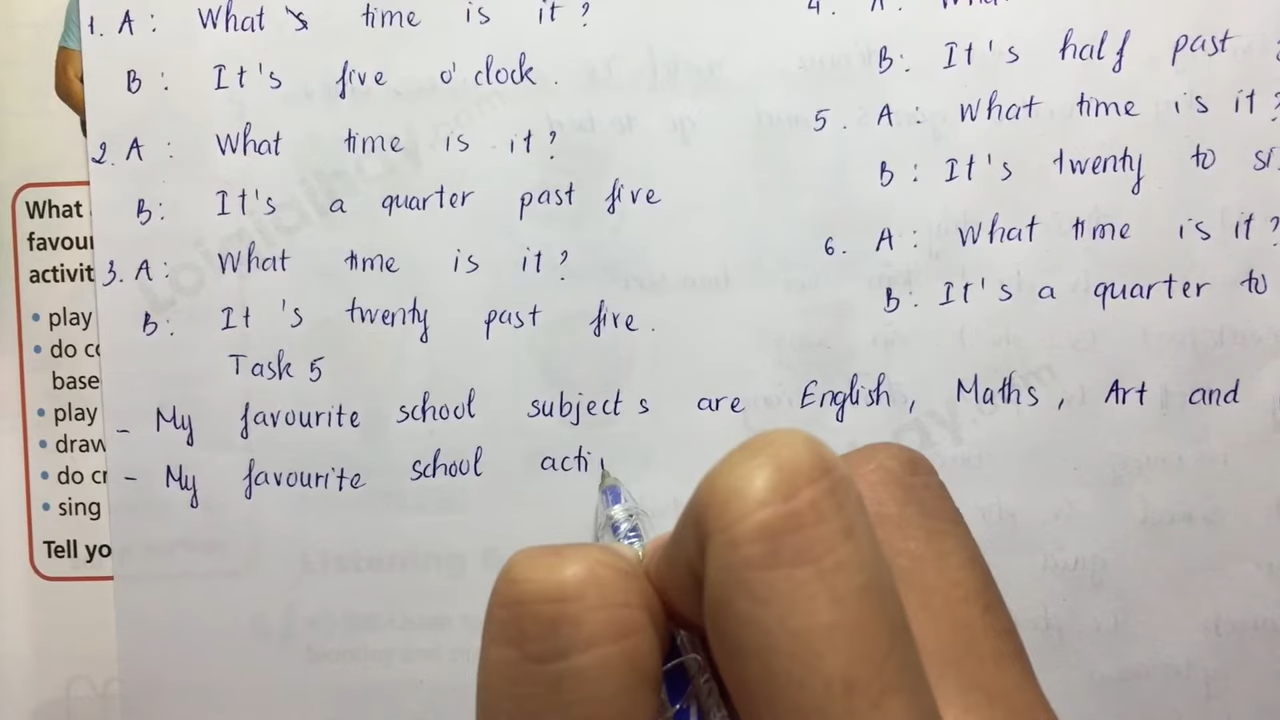 1. A: What's time is it?
B: It's five o'clock.
2. A: What time is it?
B: It's a quarter past five
3. A: What time is it?
B: It's twenty past five.
Task 5
- My favourite school subjects are English, Maths, Art and
- My favourite school acti
4. A:
B: It's half past
5. A: What time is it?
B: It's twenty to
6. A: What time is it?
B: It's a quarter to
What
favou
activit
• play
• do
base
• play
• draw
• do
• sing
Tell yo